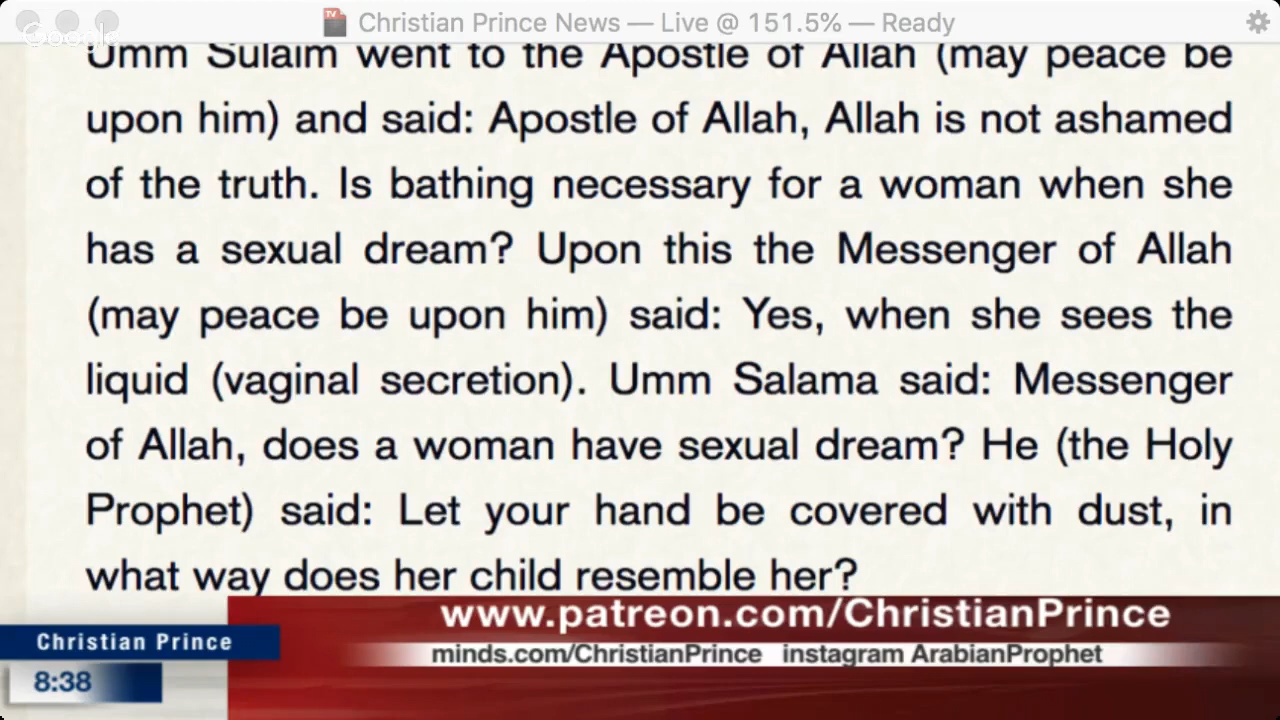 Christian Prince News — Live @ 151.5% — Ready
Google
Umm Sulaim went to the Apostle of Allah (may peace be
upon him) and said: Apostle of Allah, Allah is not ashamed
of the truth. Is bathing necessary for a woman when she
has a sexual dream? Upon this the Messenger of Allah
(may peace be upon him) said: Yes, when she sees the
liquid (vaginal secretion). Umm Salama said: Messenger
of Allah, does a woman have sexual dream? He (the Holy
Prophet) said: Let your hand be covered with dust, in
what way does her child resemble her?
www.patreon.com/ChristianPrince
Christian Prince
minds.com/ChristianPrince instagram ArabianProphet
8:38